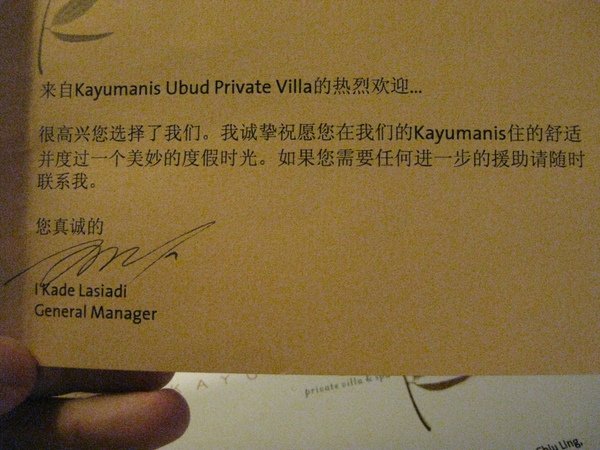 来自Kayumanis Ubud Private Villa的热烈欢迎...
很高兴您选择了我们。我诚挚祝愿您在我们的Kayumanis住的舒适
并度过一个美妙的度假时光。如果您需要任何进一步的援助请随时
联系我。
您真诚的
I Kade Lasiadi
General Manager
KAYU
private villa & spa
Chiu Ling,